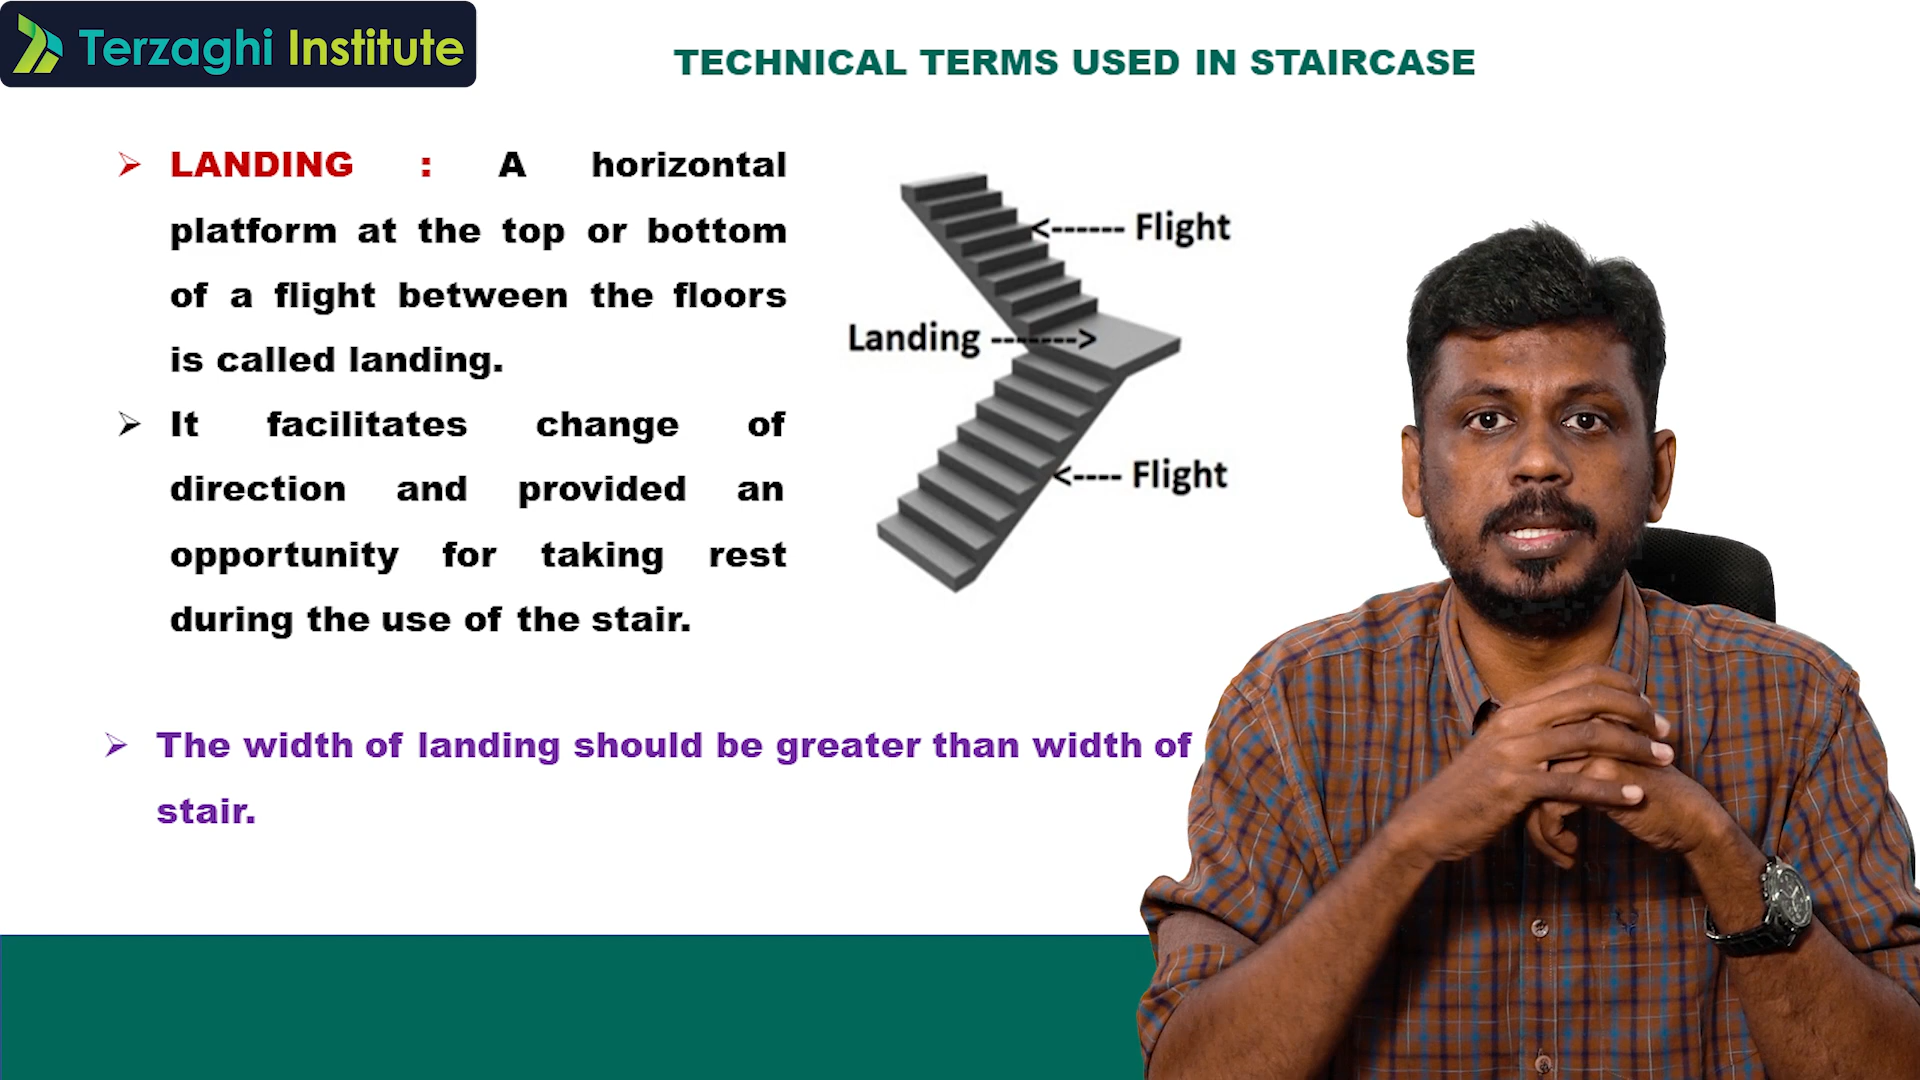 Terzaghi Institute
TECHNICAL TERMS USED IN STAIRCASE
LANDING : A horizontal
platform at the top or bottom
of a flight between the floors
is called landing.
It facilitates change of
direction and provided an
opportunity for taking rest
during the use of the stair.
<------ Flight
Landing ------->
<---- Flight
The width of landing should be greater than width of
stair.